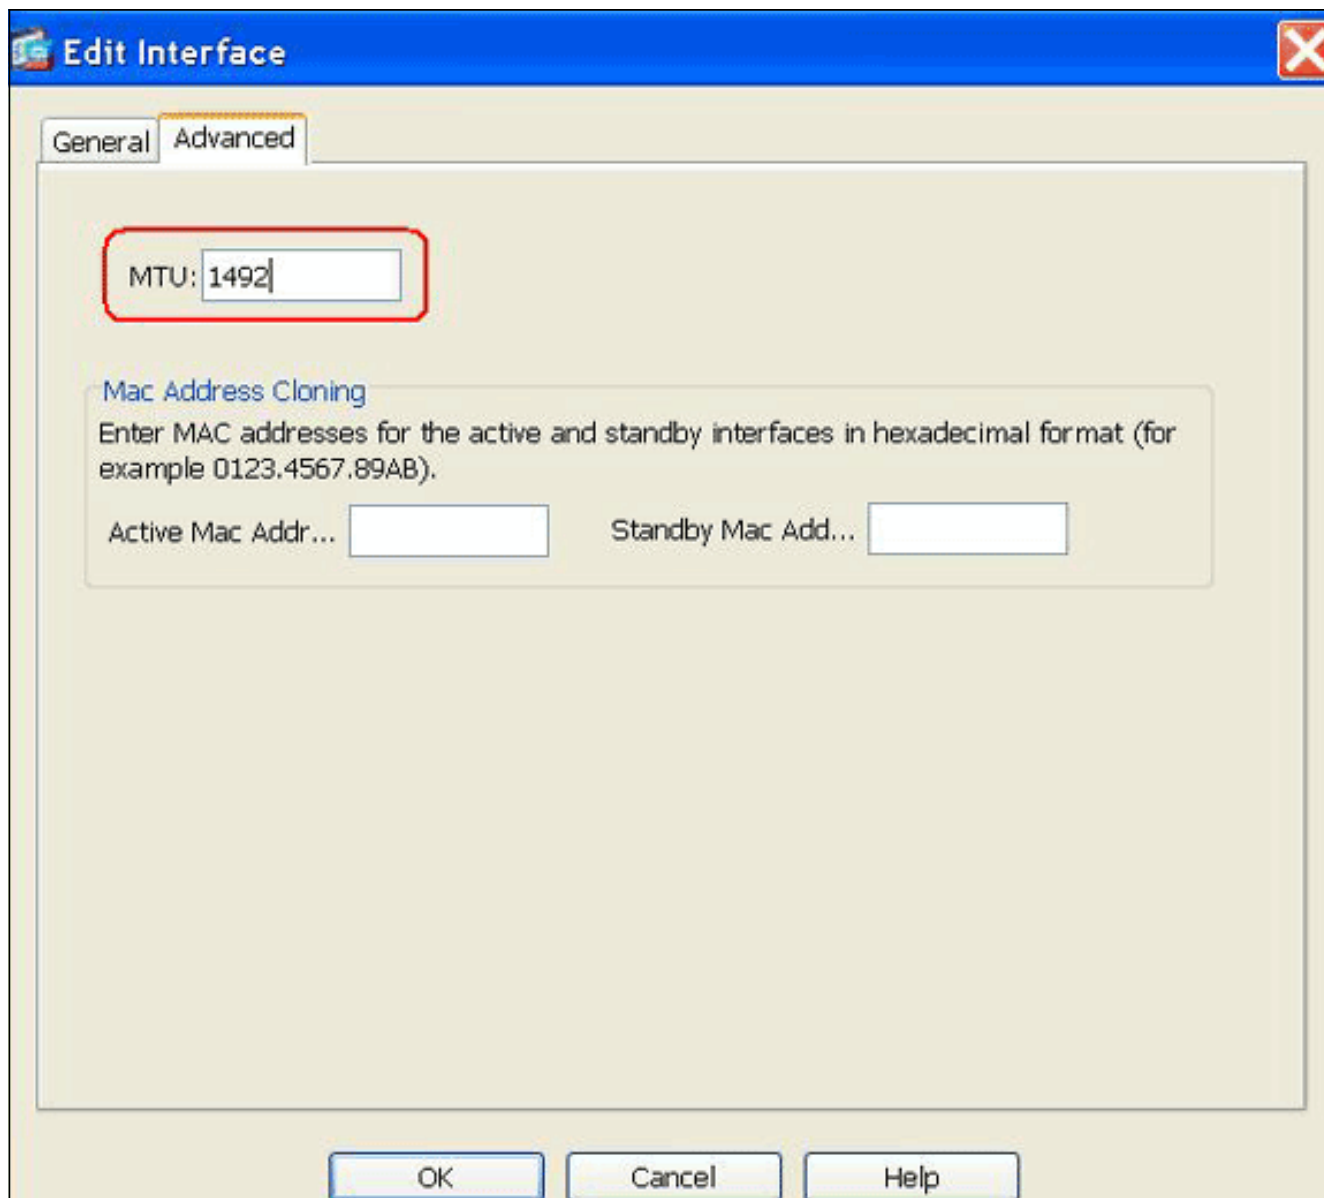 Edit Interface
General
Advanced
MTU: 1492
Mac Address Cloning
Enter MAC addresses for the active and standby interfaces in hexadecimal format (for
example 0123.4567.89AB).
Active Mac Addr...
Standby Mac Add...
OK
Cancel
Help